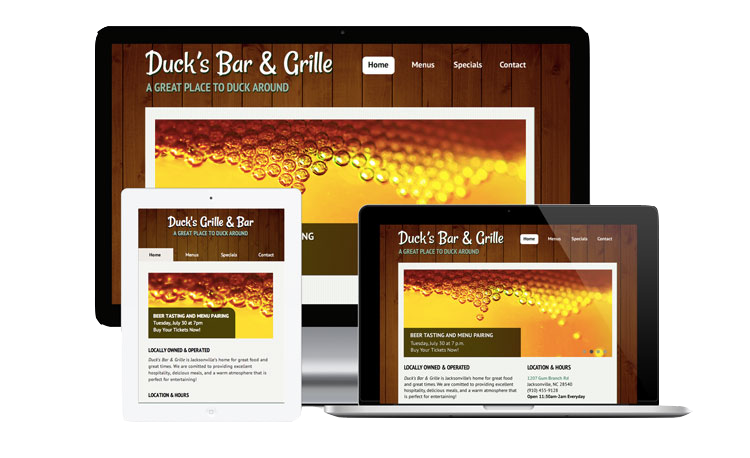 Duck's Bar & Grille
A GREAT PLACE TO DUCK AROUND
Home Menus Specials Contact
Duck's Grille & Bar
A GREAT PLACE TO DUCK AROUND
Home Menus Specials Contact
BEER TASTING AND MENU PAIRING
Tuesday, July 30 at 7pm
Buy Your Tickets Now!
LOCALLY OWNED & OPERATED
Duck's Bar & Grille is Jacksonville's home for great food and
great times. We are comitted to providing excellent
hospitality, delicious meals, and a warm atmosphere that is
perfect for entertaining!
LOCATION & HOURS
Duck's Bar & Grille
A GREAT PLACE TO DUCK AROUND
Home Menus Specials Contact
BEER TASTING AND MENU PAIRING
Tuesday, July 30 at 7 p.m.
Buy Your Tickets Now!
LOCALLY OWNED & OPERATED
Duck's Bar & Grille is Jacksonville's home for great food
and great times. We are comitted to providing excellent
hospitality, delicious meals, and a warm atmosphere that
is perfect for entertaining!
LOCATION & HOURS
1207 Gum Branch Rd
Jacksonville, NC 28540
(910) 455-9128
Open 11:50am-2am Everyday